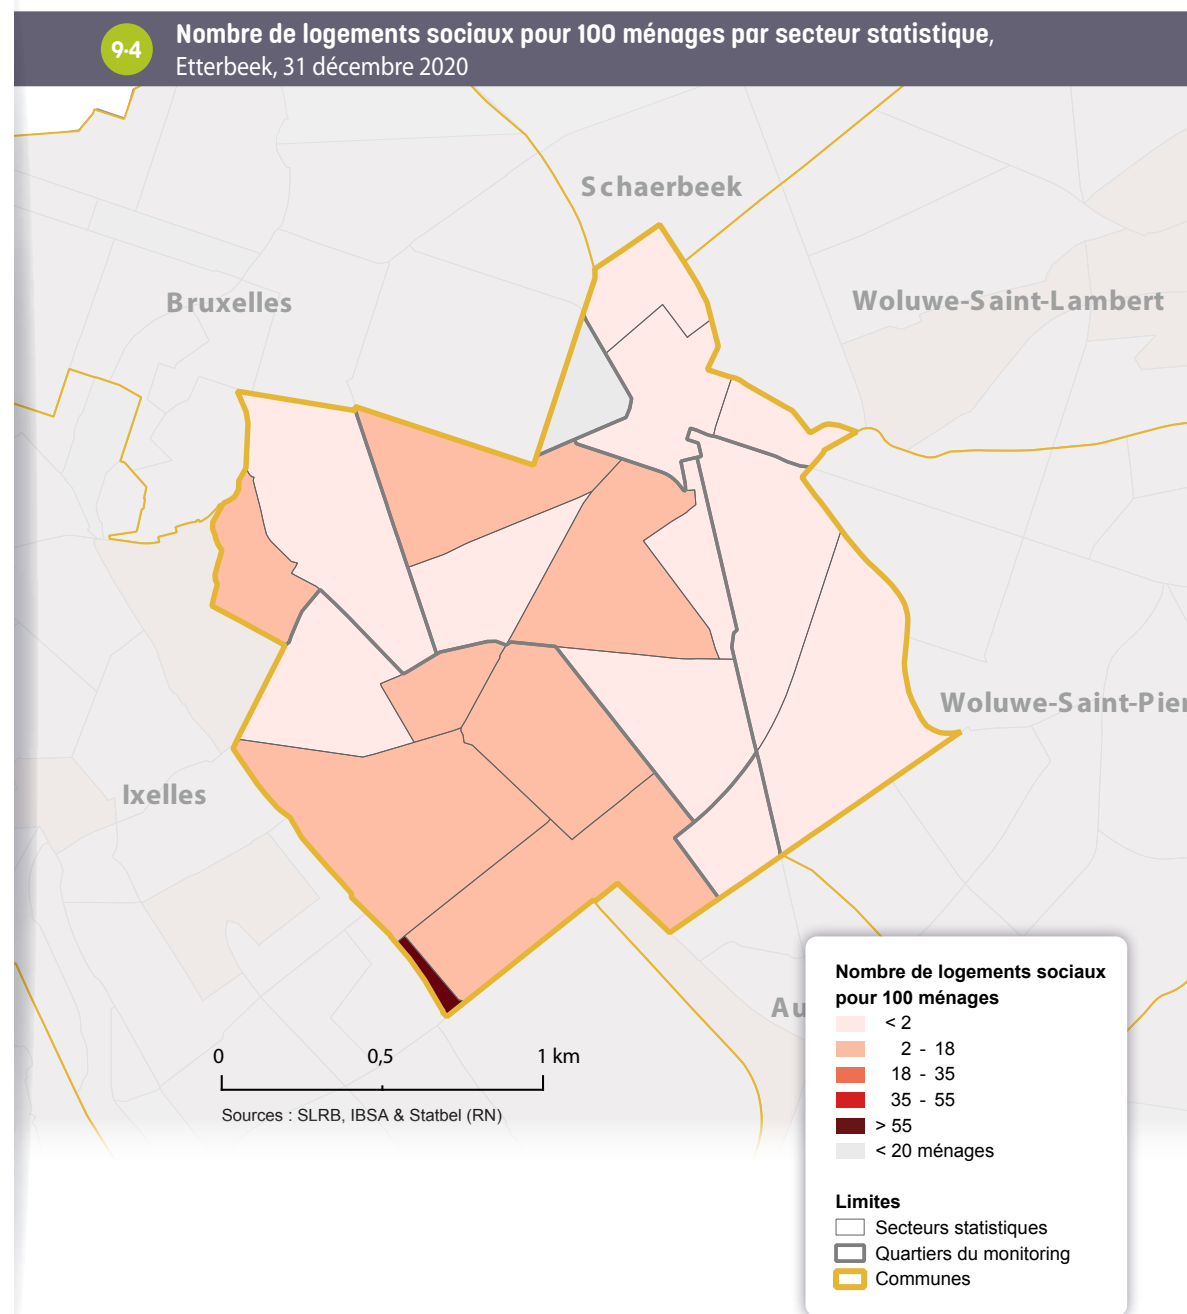 9·4
Nombre de logements sociaux pour 100 ménages par secteur statistique,
Etterbeek, 31 décembre 2020
Schaerbeek
Bruxelles
Woluwe-Saint-Lambert
Woluwe-Saint-Pier
Ixelles
Au
0 0,5 1 km
Sources : SLRB, IBSA & Statbel (RN)
Nombre de logements sociaux
pour 100 ménages
< 2
2 - 18
18 - 35
35 - 55
> 55
< 20 ménages
Limites
Secteurs statistiques
Quartiers du monitoring
Communes